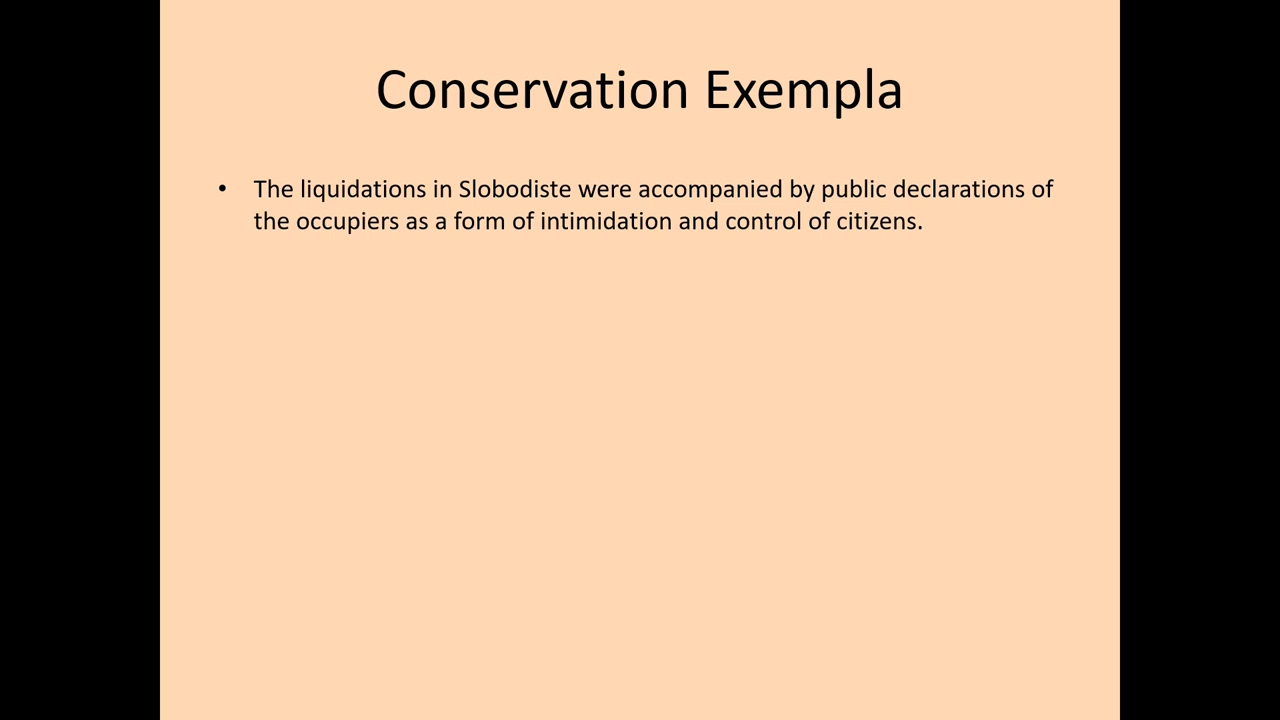 Conservation Exempla
• The liquidations in Slobodiste were accompanied by public declarations of
the occupiers as a form of intimidation and control of citizens.